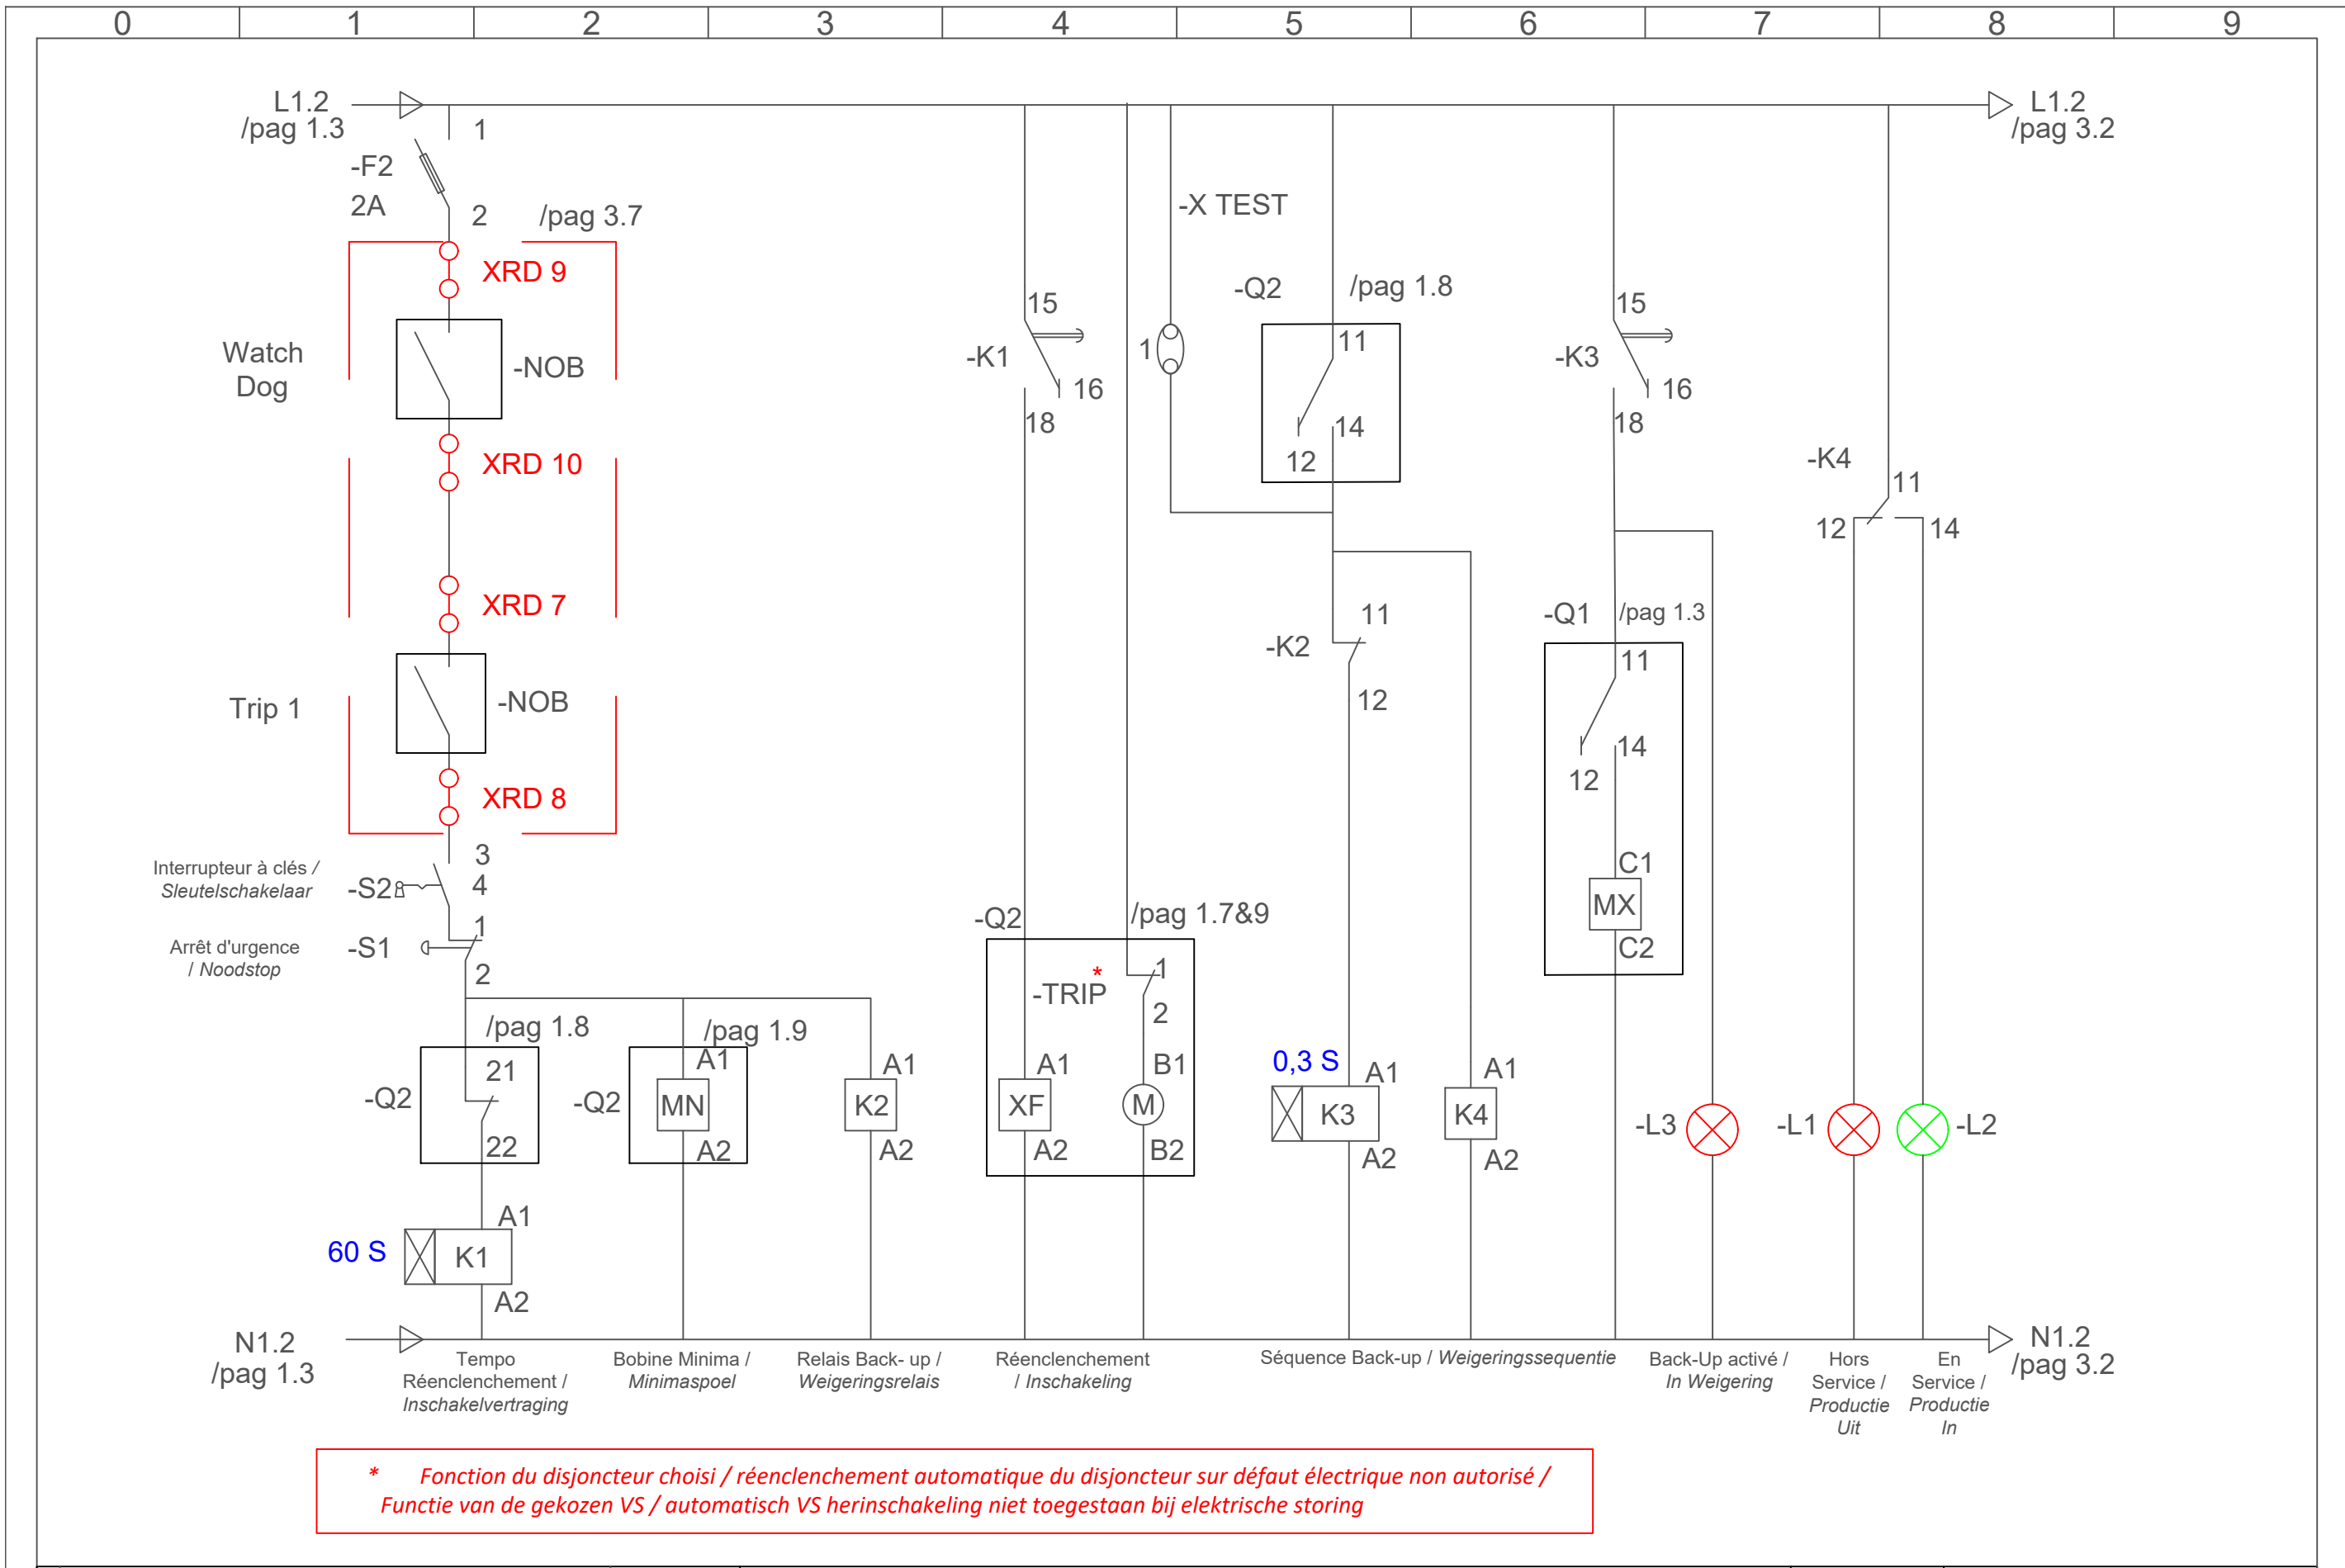 0 1 2 3 4 5 6 7 8 9
L1.2
/pag 1.3
L1.2
/pag 3.2
1
-F2
2A
2
/pag 3.7
XRD 9
Watch
Dog
-NOB
XRD 10
XRD 7
Trip 1
-NOB
XRD 8
Interrupteur à clés /
Sleutelschakelaar
-S2
3
4
Arrêt d'urgence
/ Noodstop
-S1
1
2
/pag 1.8
-Q2
21
22
60 S
K1
A1
A2
/pag 1.9
-Q2
A1
MN
A2
A1
K2
A2
-K1
15
16
18
-Q2
/pag 1.7&9
*
-TRIP
1
2
A1
XF
A2
B1
M
B2
-X TEST
1
-Q2
/pag 1.8
11
14
12
-K2
11
12
0,3 S
A1
K3
A2
A1
K4
A2
-K3
15
16
18
-Q1
/pag 1.3
11
14
12
C1
MX
C2
-L3
-K4
11
12
14
-L1
-L2
N1.2
/pag 1.3
N1.2
/pag 3.2
Tempo
Réenclenchement /
Inschakelvertraging
Bobine Minima /
Minimaspoel
Relais Back- up /
Weigeringsrelais
Réenclenchement
/ Inschakeling
Séquence Back-up / Weigeringssequentie
Back-Up activé /
In Weigering
Hors
Service /
Productie
Uit
En
Service /
Productie
In
* Fonction du disjoncteur choisi / réenclenchement automatique du disjoncteur sur défaut électrique non autorisé /
Functie van de gekozen VS / automatisch VS herinschakeling niet toegestaan bij elektrische storing